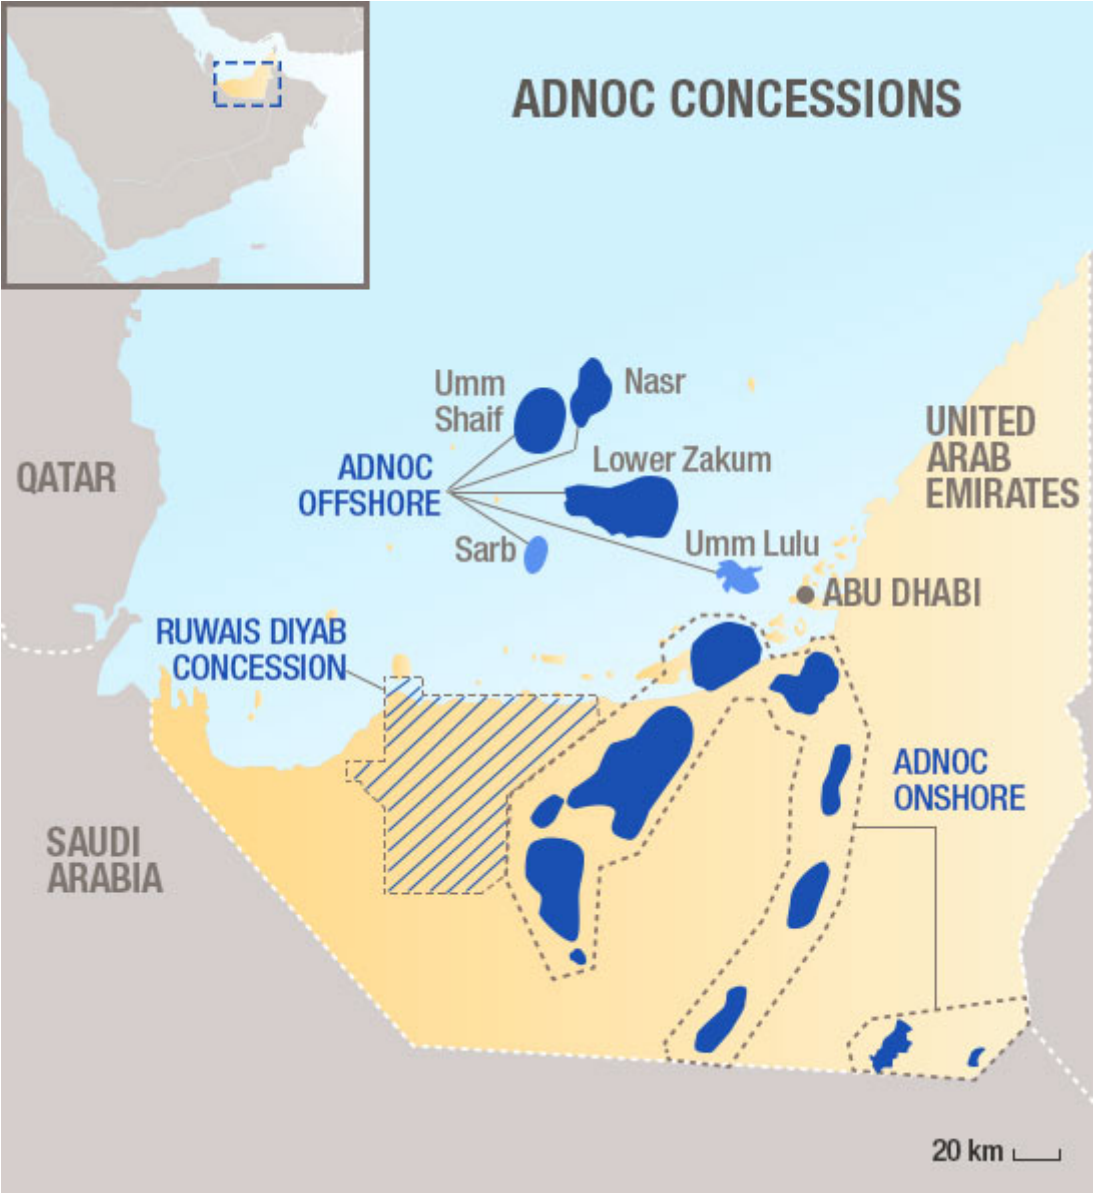 ADNOC CONCESSIONS
Umm
Shaif
Nasr
ADNOC
OFFSHORE
Lower Zakum
Sarb
Umm Lulu
QATAR
UNITED
ARAB
EMIRATES
ABU DHABI
RUWAIS DIYAB
CONCESSION
ADNOC
ONSHORE
SAUDI
ARABIA
20 km